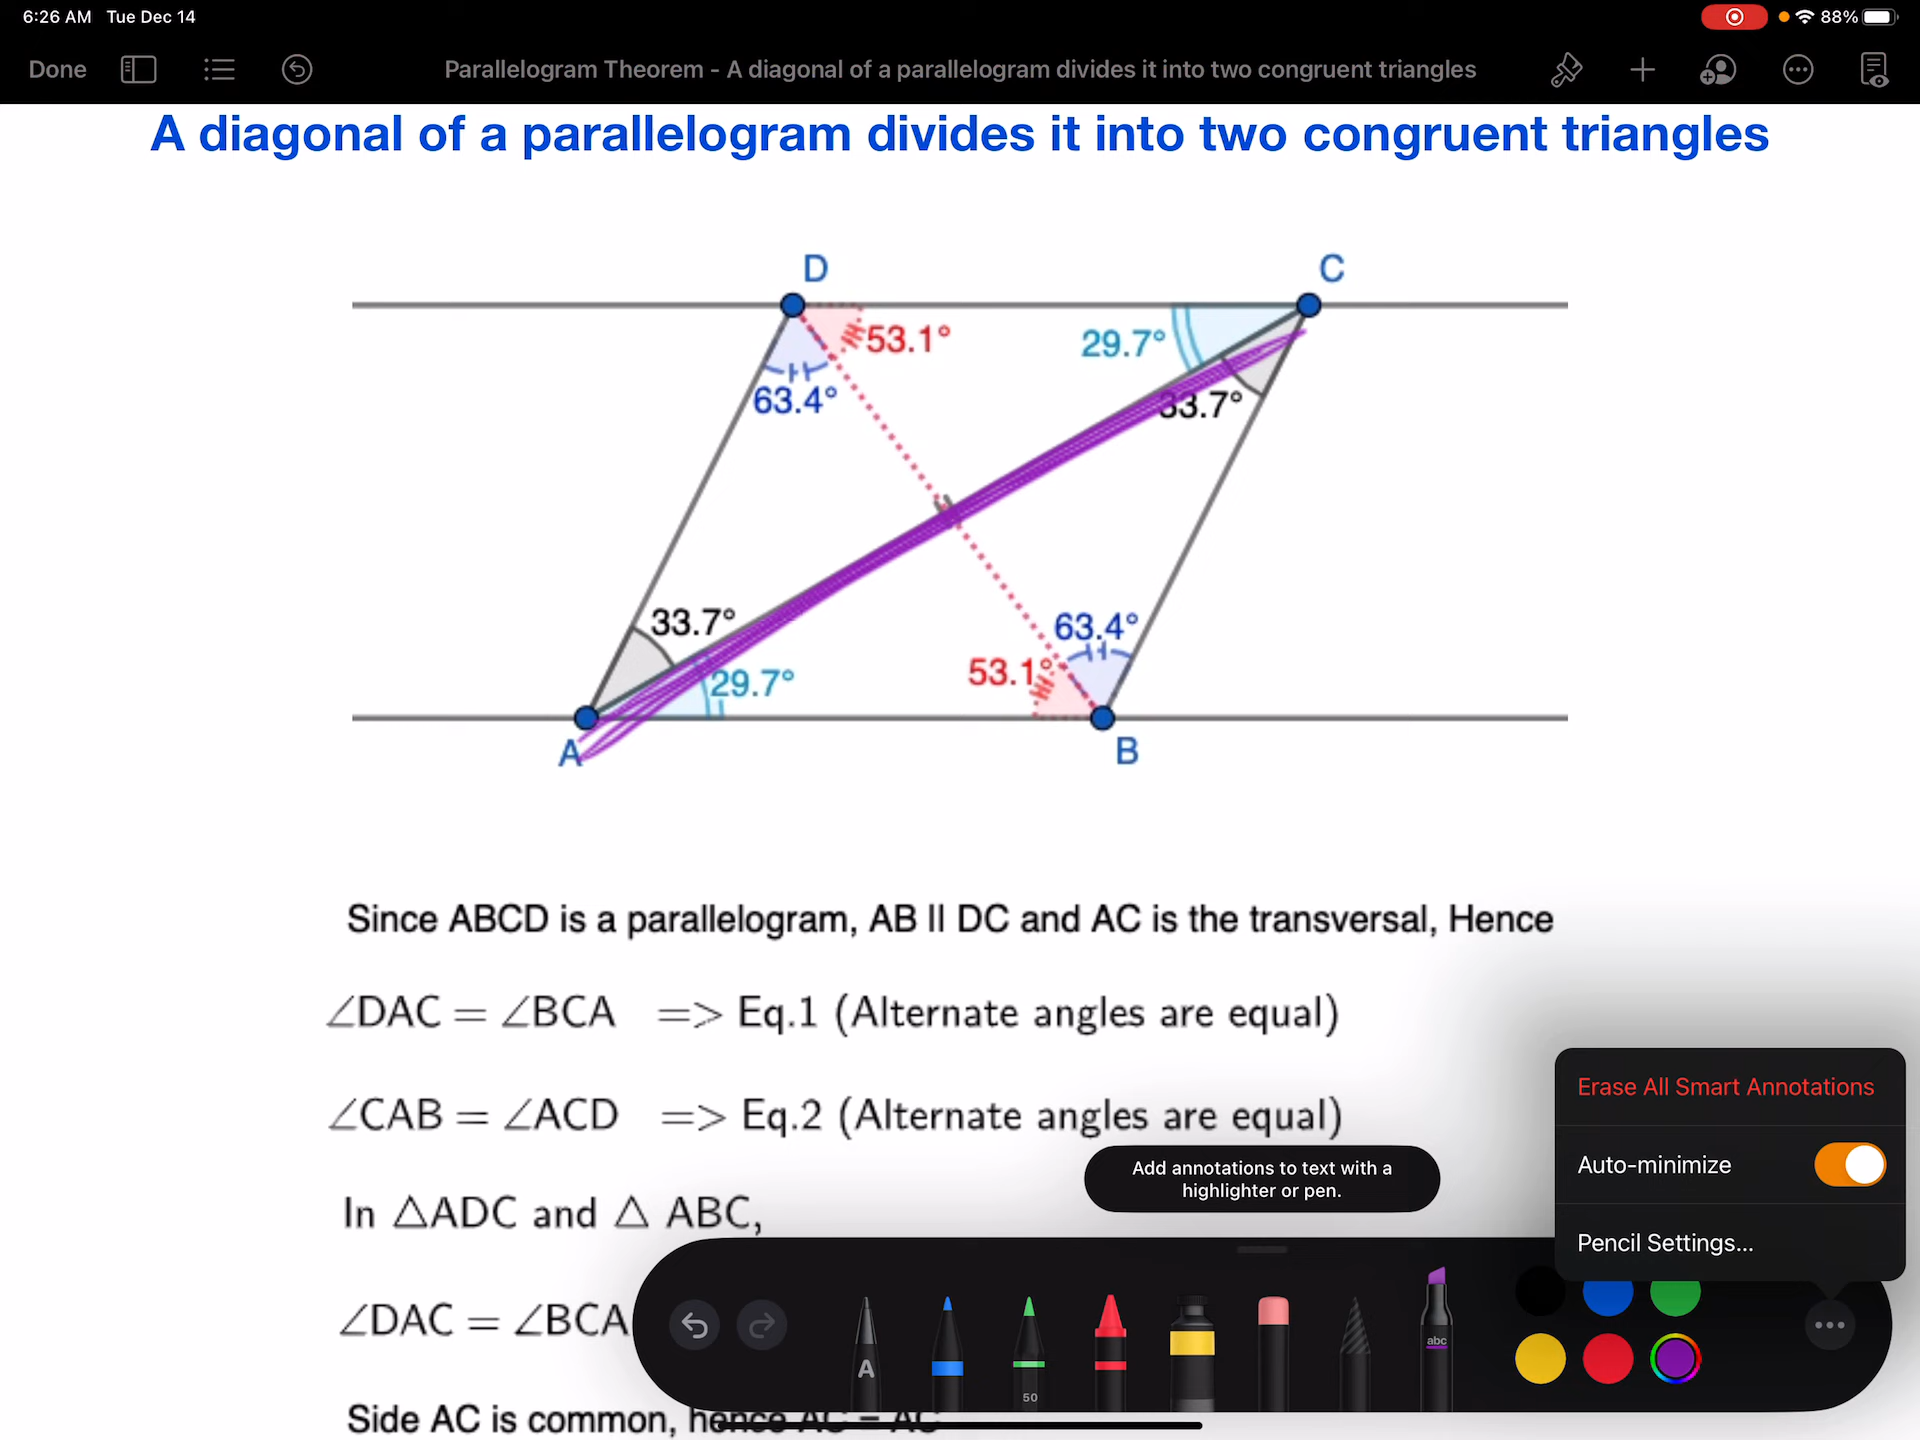 6:26 AM Tue Dec 14
88%
Done
Parallelogram Theorem - A diagonal of a parallelogram divides it into two congruent triangles
A diagonal of a parallelogram divides it into two congruent triangles
D
C
53.1°
29.7°
63.4°
33.7°
33.7°
63.4°
29.7°
53.1°
A
B
Since ABCD is a parallelogram, AB || DC and AC is the transversal, Hence
∠DAC = ∠BCA => Eq.1 (Alternate angles are equal)
∠CAB = ∠ACD => Eq.2 (Alternate angles are equal)
In △ADC and △ ABC,
∠DAC = ∠BCA
Side AC is common, hence AC = AC
Add annotations to text with a
highlighter or pen.
Erase All Smart Annotations
Auto-minimize
Pencil Settings...
A
50
abc